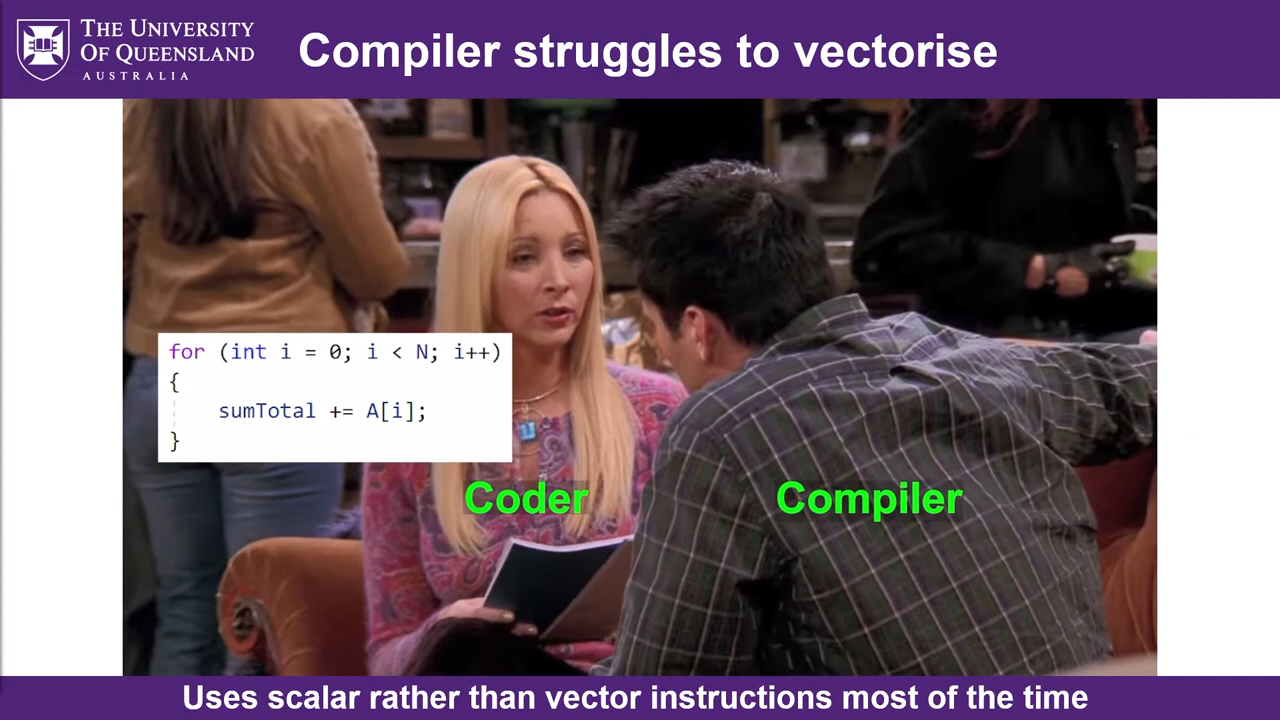 THE UNIVERSITY
OF QUEENSLAND
AUSTRALIA
Compiler struggles to vectorise
for (int i = 0; i < N; i++)
{
sumTotal += A[i];
}
Coder
Compiler
Uses scalar rather than vector instructions most of the time